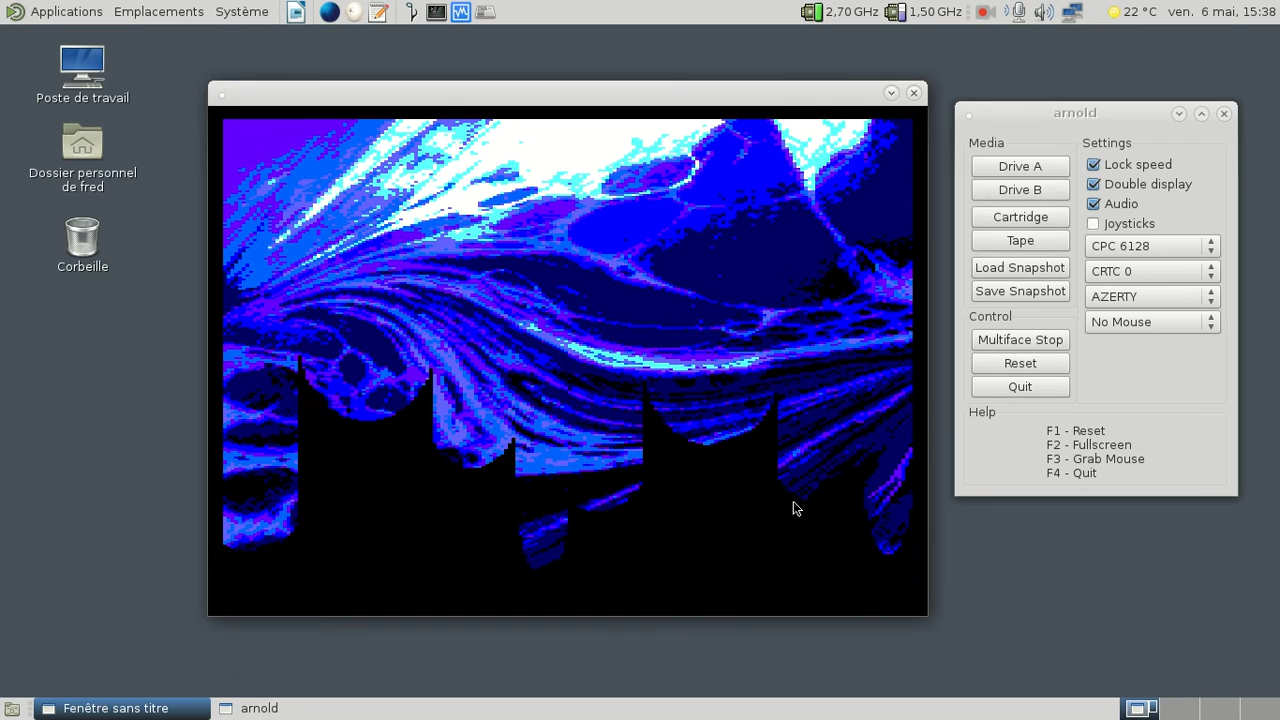 Applications Emplacements Système
2,70 GHz 1,50 GHz 22 °C ven. 6 mai, 15:38
Poste de travail
Dossier personnel
de fred
Corbeille
arnold
Media
Drive A
Drive B
Cartridge
Tape
Load Snapshot
Save Snapshot
Control
Multiface Stop
Reset
Quit
Settings
Lock speed
Double display
Audio
Joysticks
CPC 6128
CRTC 0
AZERTY
No Mouse
Help
F1 - Reset
F2 - Fullscreen
F3 - Grab Mouse
F4 - Quit
Fenêtre sans titre
arnold